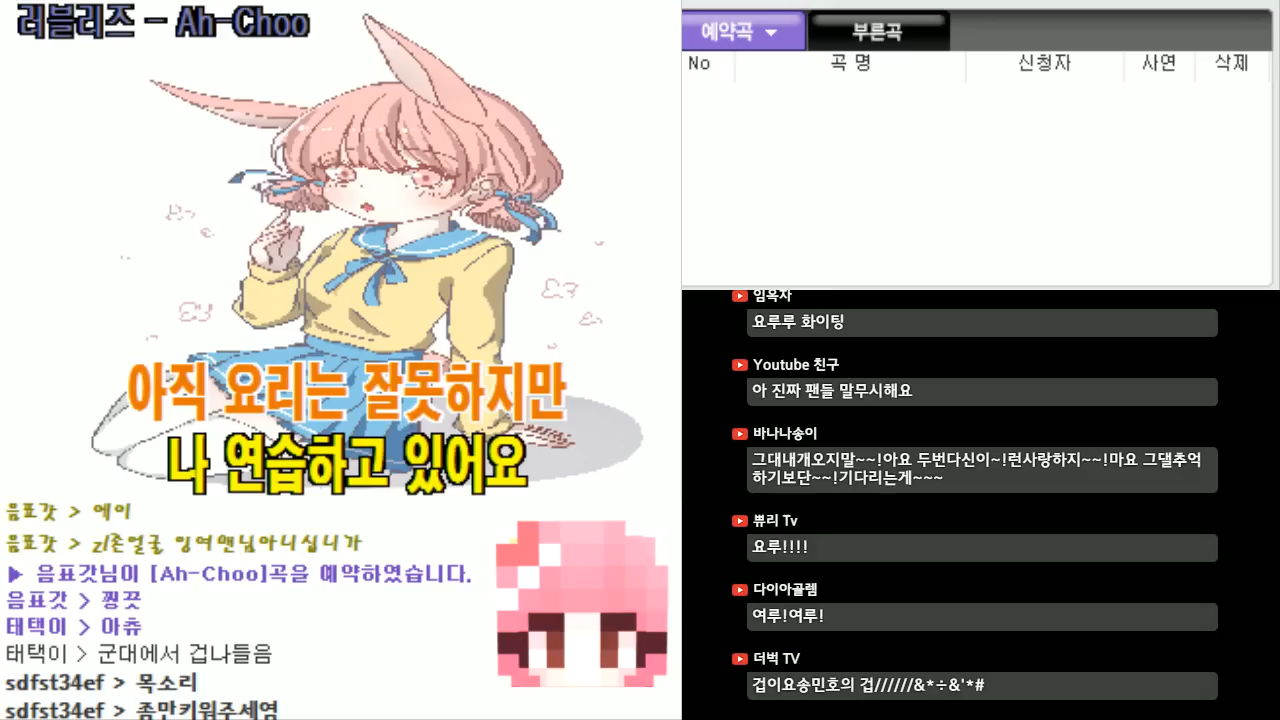 러블리즈 - Ah-Choo
아직 요리는 잘못하지만
나 연습하고 있어요
음표갓 > 에이
음표갓 > z/존얼굴 잉여맨님아니십니가
▶ 음표갓님이 [Ah-Choo]곡을 예약하였습니다.
음표갓 > 찡끗
태택이 > 아츄
태택이 > 군대에서 겁나들음
sdfst34ef > 목소리
sdfst34ef > 좀만키워주세염
예약곡 ▼ 부른곡
No 곡 명 신청자 사연 삭제
임욕자
요루루 화이팅
Youtube 친구
아 진짜 팬들 말무시해요
바나나송이
그대내개오지말~~!아요 두번다신이~!런사랑하지~~!마요 그댈추억
하기보단~~!기다리는게~~~
쀼리 Tv
요루!!!!
다이아골렘
여루!여루!
더벅 TV
겁이요송민호의 겁//////&*÷&'*#